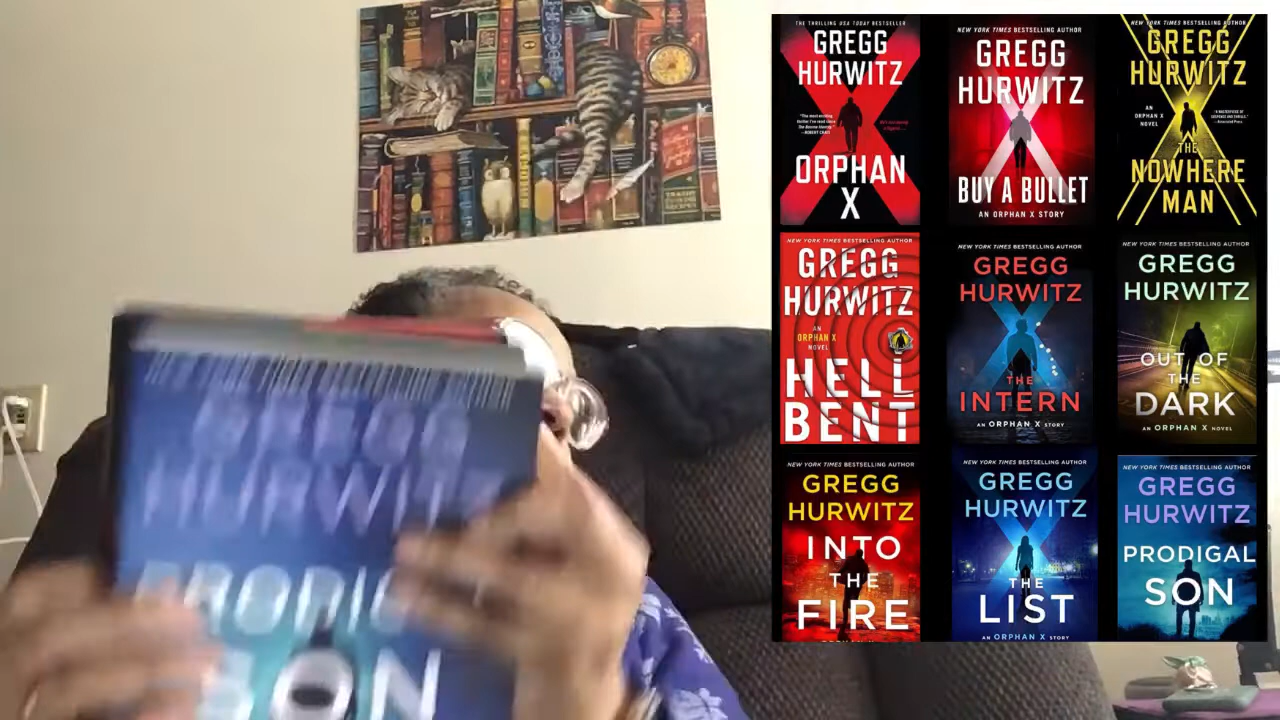 THE THRILLING USA TODAY BESTSELLER
GREGG
HURWITZ
ORPHAN
X
NEW YORK TIMES BESTSELLING AUTHOR
GREGG
HURWITZ
BUY A BULLET
AN ORPHAN X STORY
NEW YORK TIMES BESTSELLING AUTHOR
GREGG
HURWITZ
AN
ORPHAN X
NOVEL
THE
NOWHERE
MAN
NEW YORK TIMES BESTSELLING AUTHOR
GREGG
HURWITZ
AN
ORPHAN X
NOVEL
HELL
BENT
NEW YORK TIMES BESTSELLING AUTHOR
GREGG
HURWITZ
THE
INTERN
AN ORPHAN X STORY
NEW YORK TIMES BESTSELLING AUTHOR
GREGG
HURWITZ
OUT OF
THE
DARK
AN ORPHAN X NOVEL
NEW YORK TIMES BESTSELLING AUTHOR
GREGG
HURWITZ
INTO
THE
FIRE
NEW YORK TIMES BESTSELLING AUTHOR
GREGG
HURWITZ
THE
LIST
AN ORPHAN X STORY
NEW YORK TIMES BESTSELLING AUTHOR
GREGG
HURWITZ
PRODIGAL
SON
SON